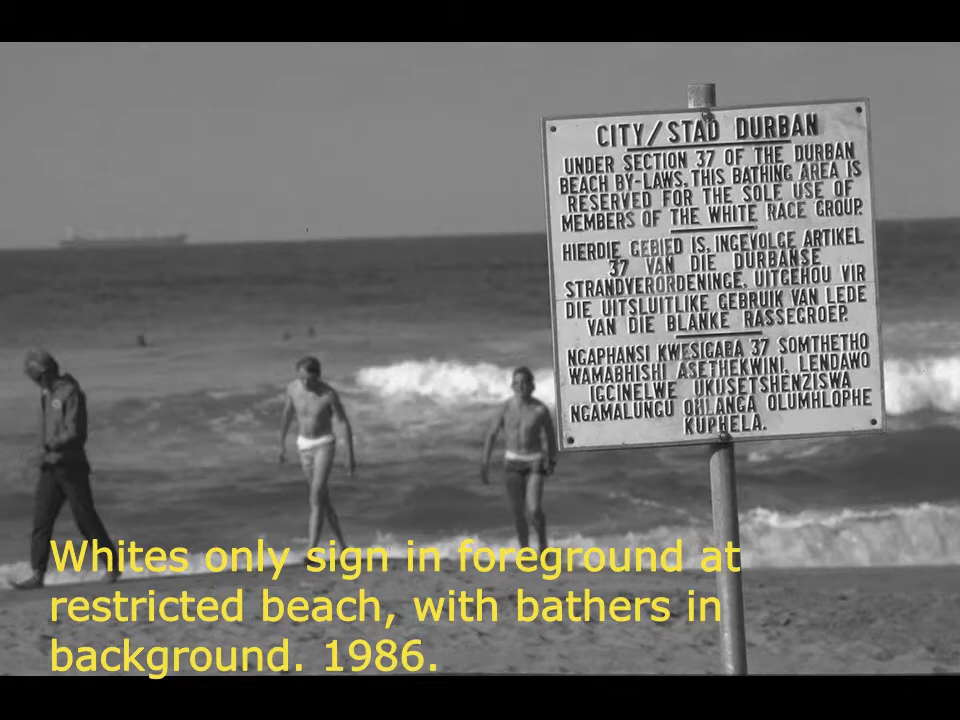 CITY/STAD DURBAN
UNDER SECTION 37 OF THE DURBAN
BEACH BY-LAWS, THIS BATHING AREA IS
RESERVED FOR THE SOLE USE OF
MEMBERS OF THE WHITE RACE GROUP.
HIERDIE GEBIED IS, INGEVOLGE ARTIKEL
37 VAN DIE DURBANSE
STRANDVERORDENINGE, UITGEHOU VIR
DIE UITSLUITLIKE GEBRUIK VAN LEDE
VAN DIE BLANKE RASSEGROEP.
NGAPHANSI KWESIGABA 37 SOMTHETHO
WAMABHISHI ASETHEKWINI, LENDAWO
IGCINELWE UKUSETSHENZISWA
NGAMALUNGU OHLANGA OLUMHLOPHE
KUPHELA.
Whites only sign in foreground at
restricted beach, with bathers in
background. 1986.